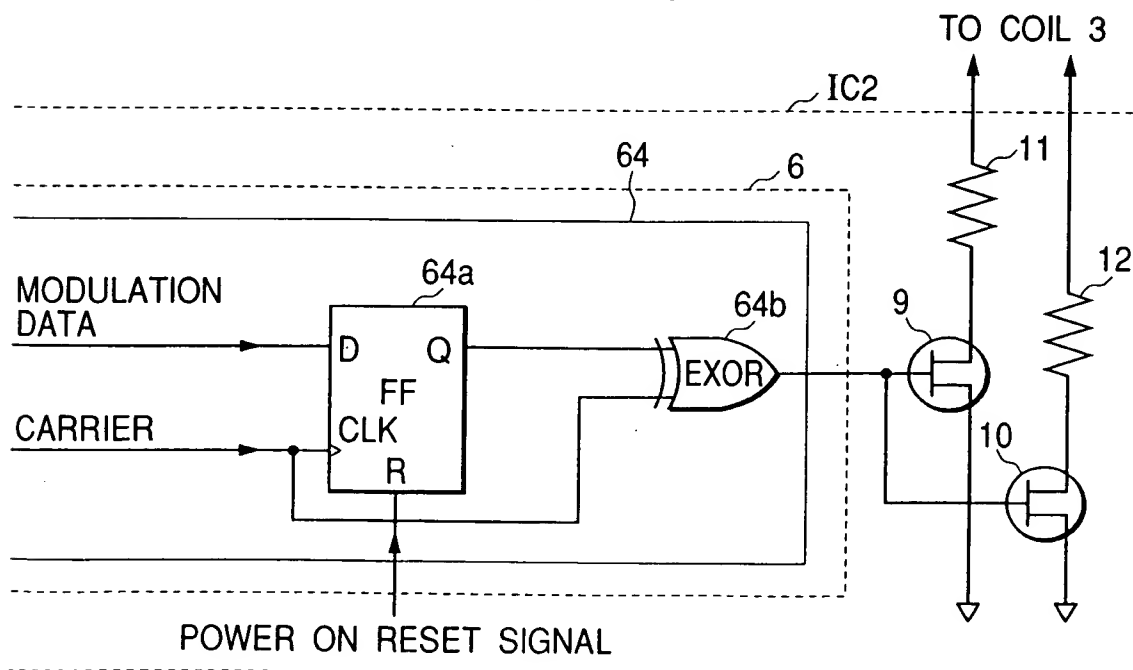 TO COIL 3
IC2
11
64
6
12
MODULATION
DATA
64a
64b
9
D
Q
EXOR
FF
CARRIER
CLK
10
R
POWER ON RESET SIGNAL